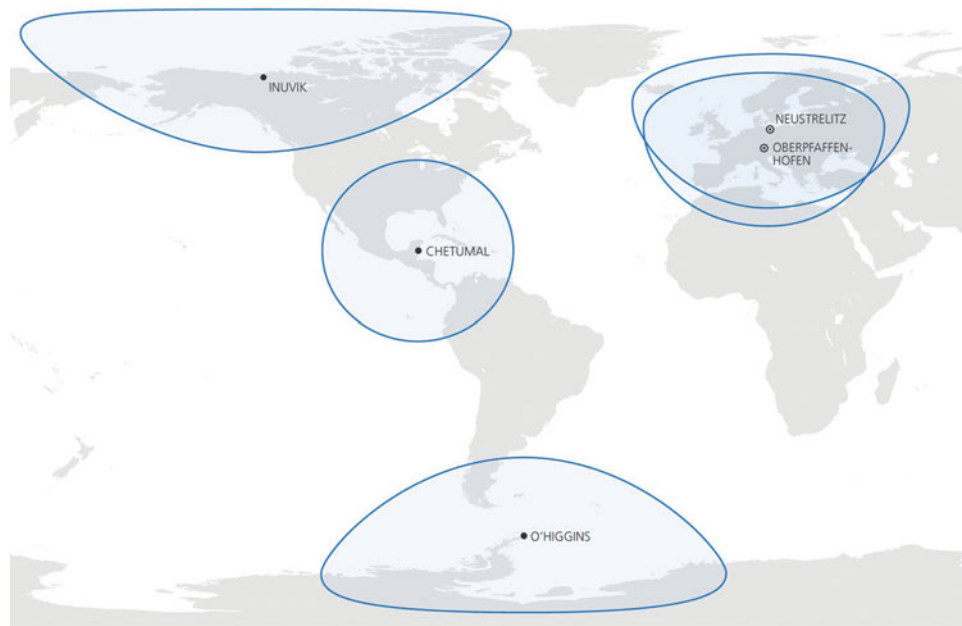 INUVIK
NEUSTRELITZ
OBERPFAFFEN-
HOFEN
CHETUMAL
O'HIGGINS